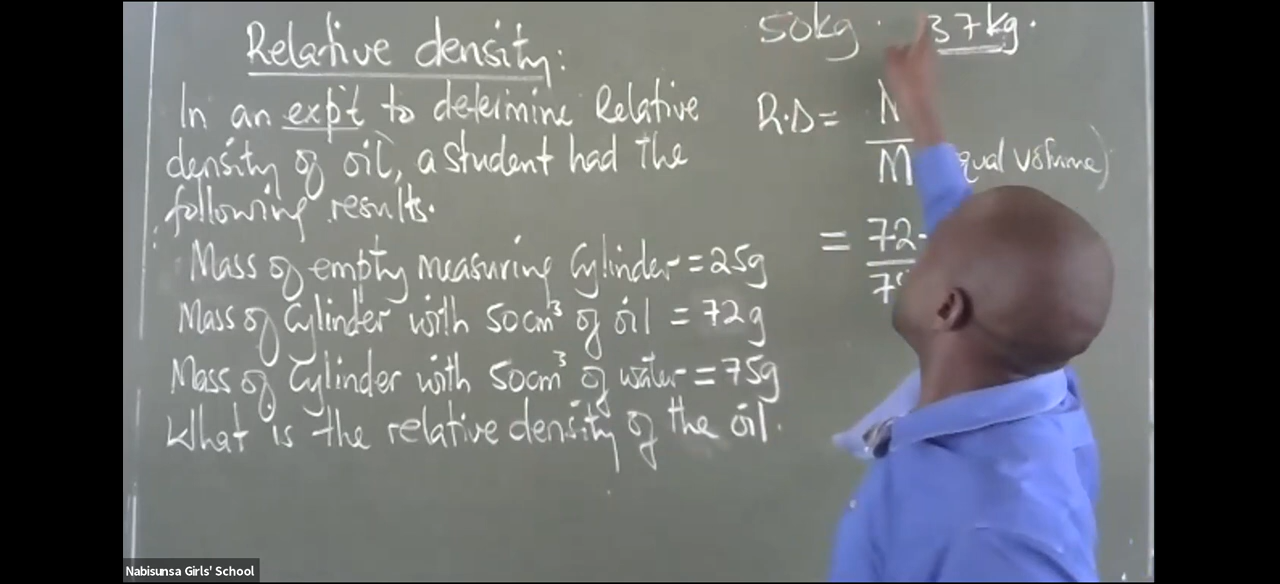 Relative density:
In an exp't to determine Relative
density of oil, a student had the
following results.
Mass of empty measuring Cylinder = 25g
Mass of Cylinder with 50cm³ of oil = 72g
Mass of Cylinder with 50cm³ of water = 75g
What is the relative density of the oil.
50kg . 37kg.
R.D =
M
volume)
= 72-
Nabisunsa Girls' School